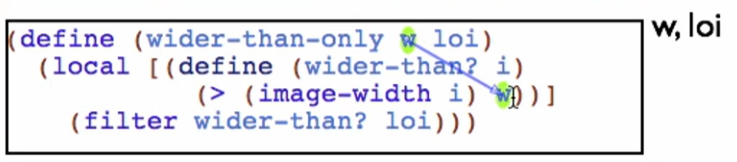 (define (wider-than-only w loi)
(local [(define (wider-than? i)
(> (image-width i) w))]
(filter wider-than? loi)))
w, loi